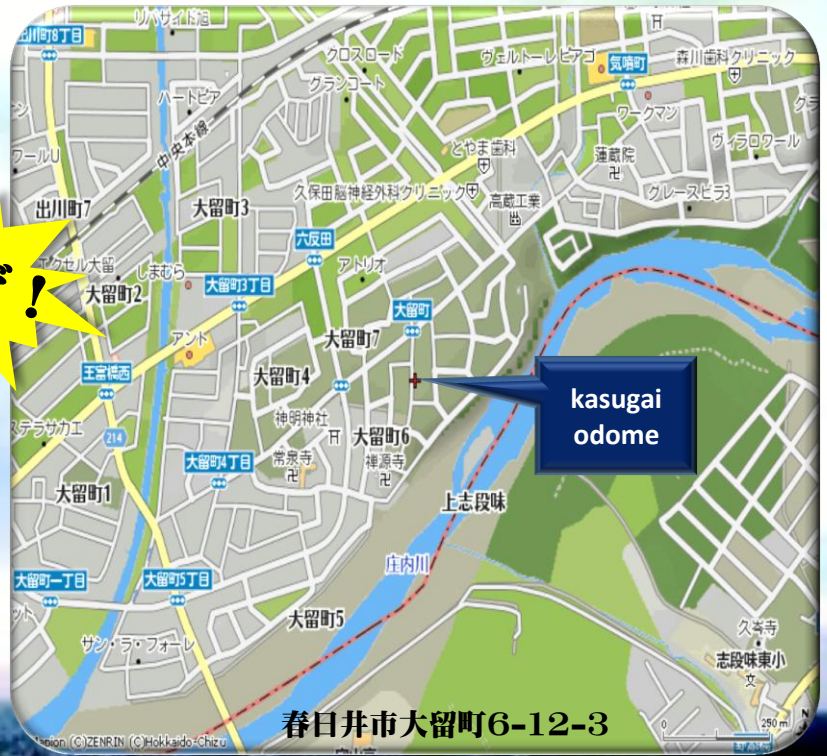 リバサイド旭
出川町8丁目
クロスロード
グランコート
ヴェルトーレ
ピアゴ
気噴町
森川歯科クリニック
ハートピア
中央本線
ワークマン
ヴィラロワール
とやま歯科
蓮蔵院
グレースピラ3
出川町7
大留町3
久保田脳神経外科クリニック
高蔵工業
六反田
アトリオ
エクセル大留
しまむら
大留町2
大留町3丁目
大留町
アント
大留町7
王冨橋西
大留町4
kasugai
odome
ステラサカエ
214
神明神社
大留町6
大留町4丁目
常泉寺
禅源寺
大留町1
上志段味
庄内川
大留町一丁目
大留町5丁目
大留町5
サン・ラ・フォーレ
久岑寺
志段味東小
春日井市大留町6-12-3
0 250 m
(C)ZENRIN (C)Hokkaido-Chizu